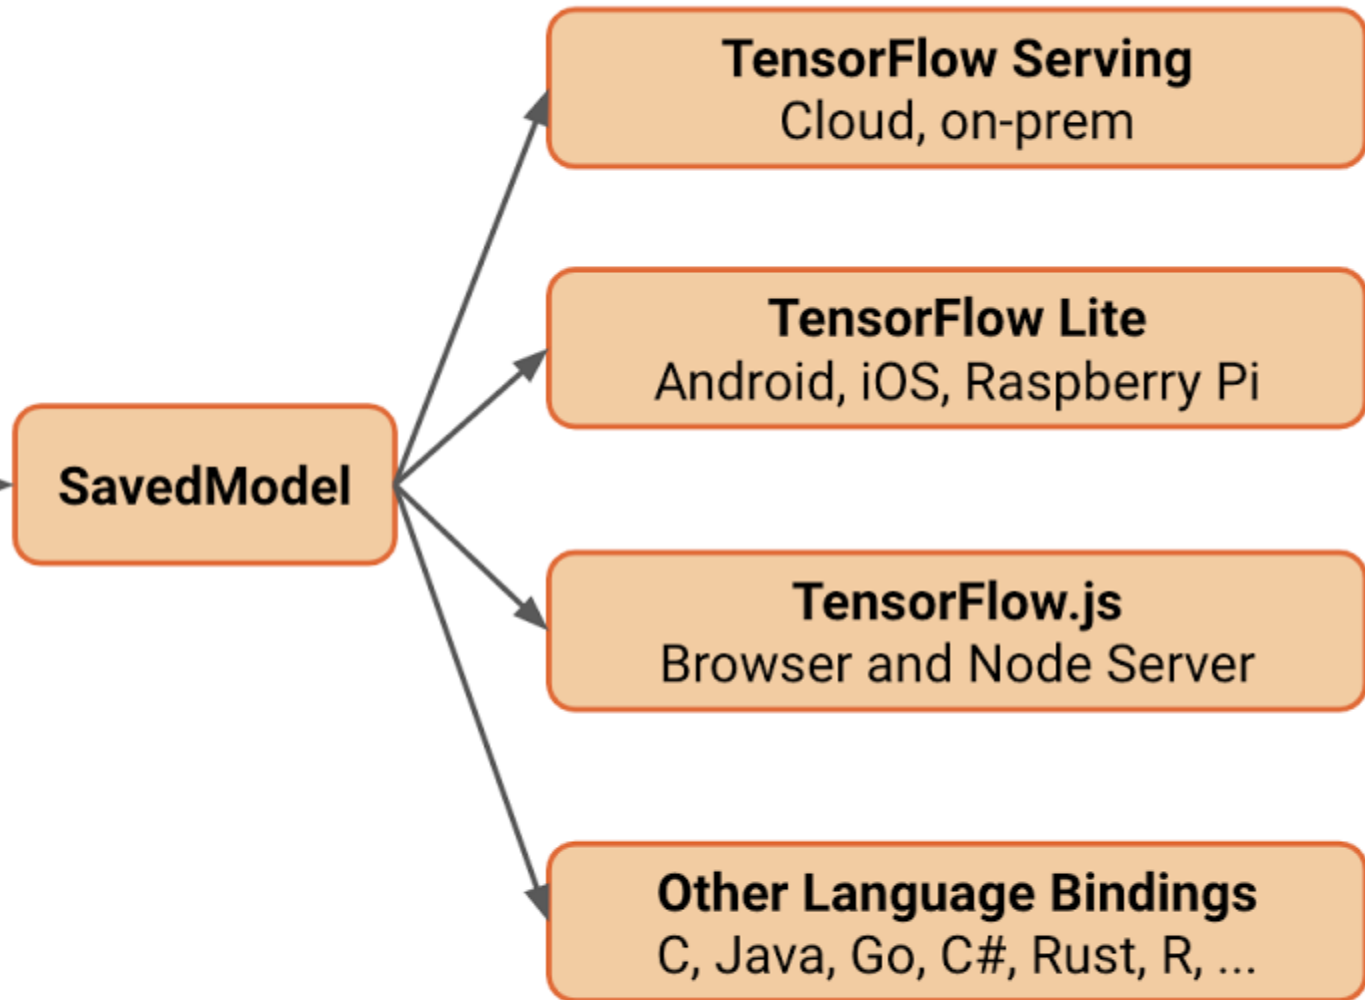 TensorFlow Serving
Cloud, on-prem
TensorFlow Lite
Android, iOS, Raspberry Pi
SavedModel
TensorFlow.js
Browser and Node Server
Other Language Bindings
C, Java, Go, C#, Rust, R, ...